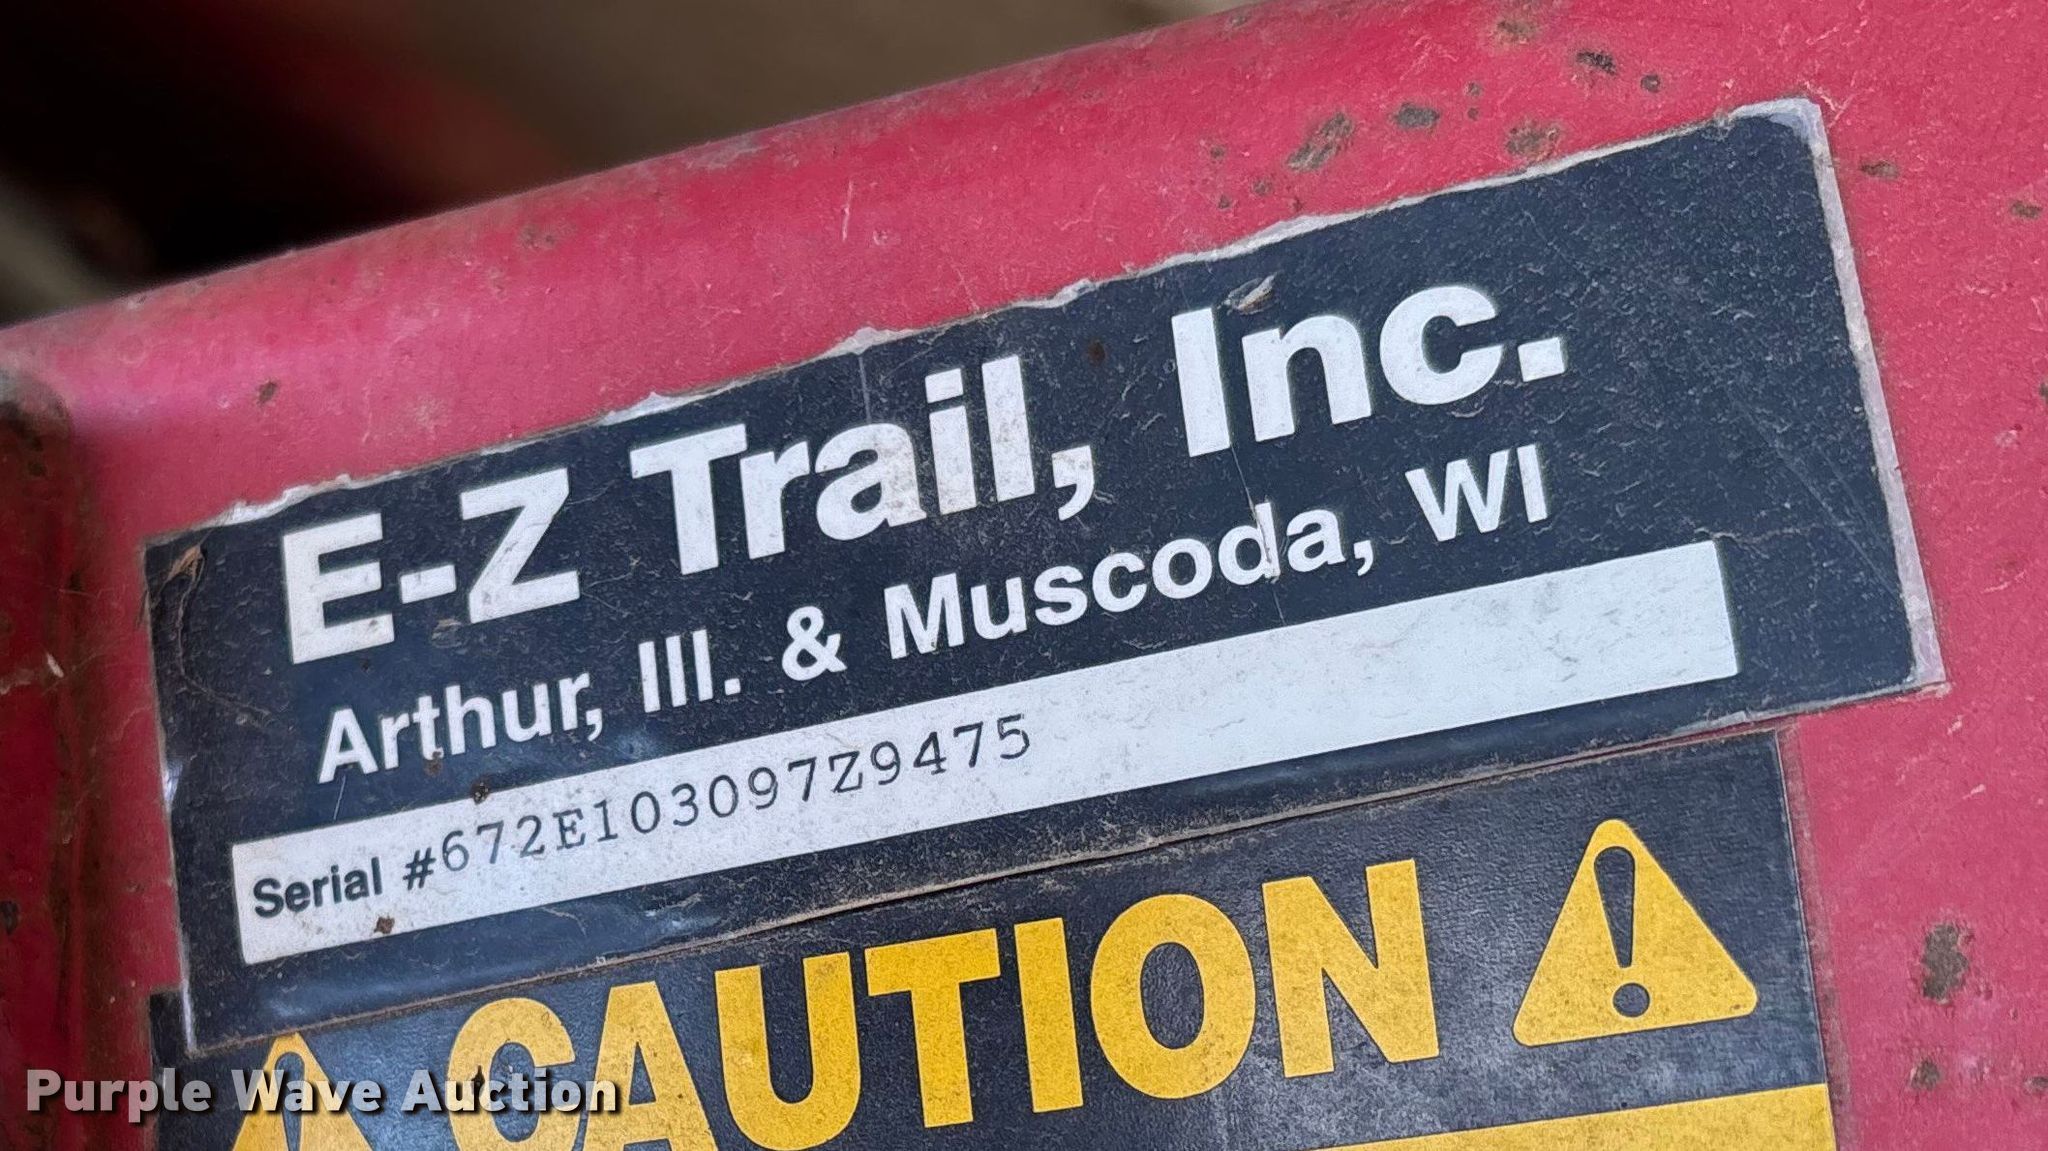 E-Z Trail, Inc.
Arthur, Ill. & Muscoda, WI
Serial #672E103097Z9475
CAUTION
Purple Wave Auction